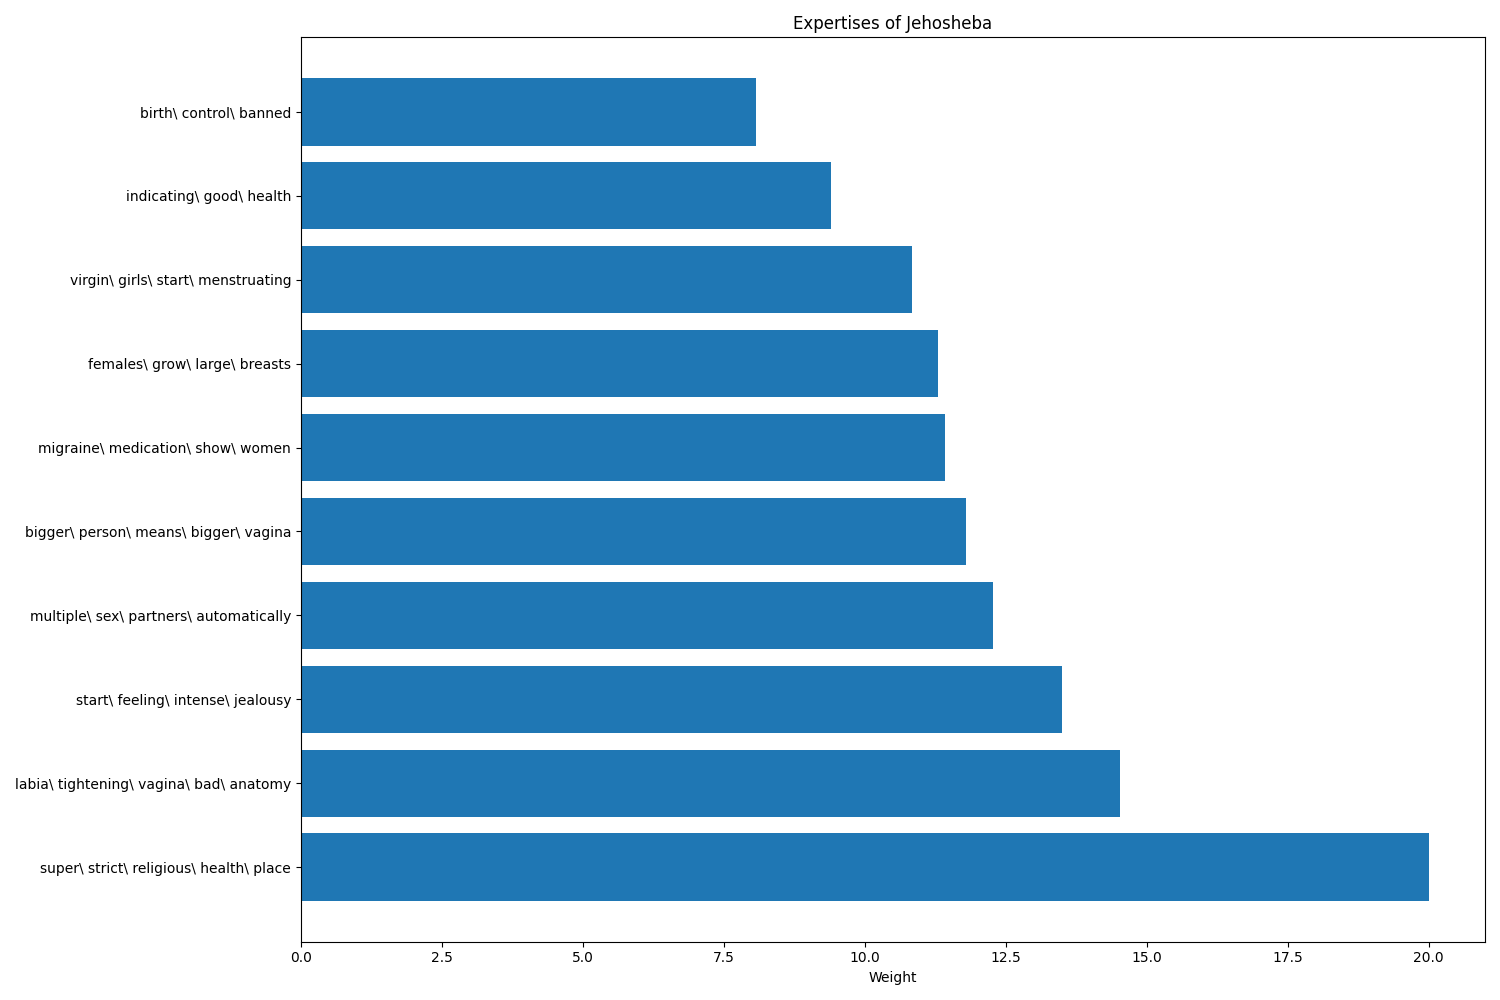 Expertises of Jehosheba
birth\ control\ banned
indicating\ good\ health
virgin\ girls\ start\ menstruating
females\ grow\ large\ breasts
migraine\ medication\ show\ women
bigger\ person\ means\ bigger\ vagina
multiple\ sex\ partners\ automatically
start\ feeling\ intense\ jealousy
labia\ tightening\ vagina\ bad\ anatomy
super\ strict\ religious\ health\ place
0.0 2.5 5.0 7.5 10.0 12.5 15.0 17.5 20.0
Weight